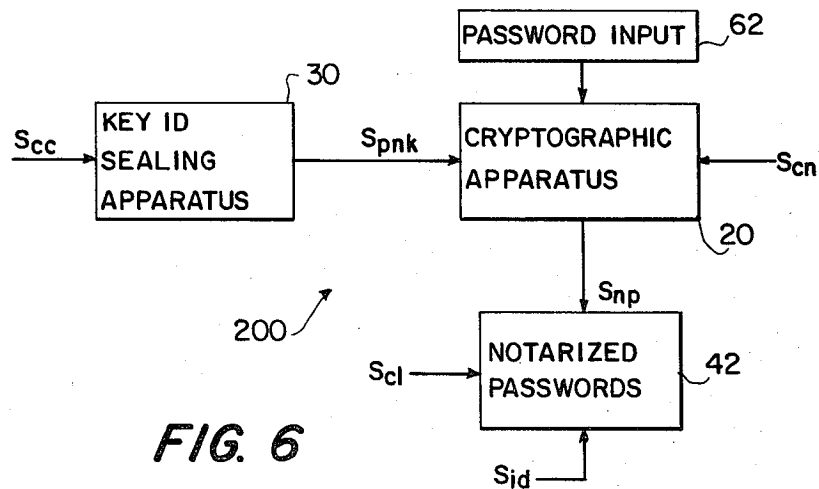 PASSWORD INPUT
62
30
KEY ID
SEALING
APPARATUS
Scc
Spnk
CRYPTOGRAPHIC
APPARATUS
Scn
20
Snp
200
NOTARIZED
PASSWORDS
42
Scl
Sid
FIG. 6